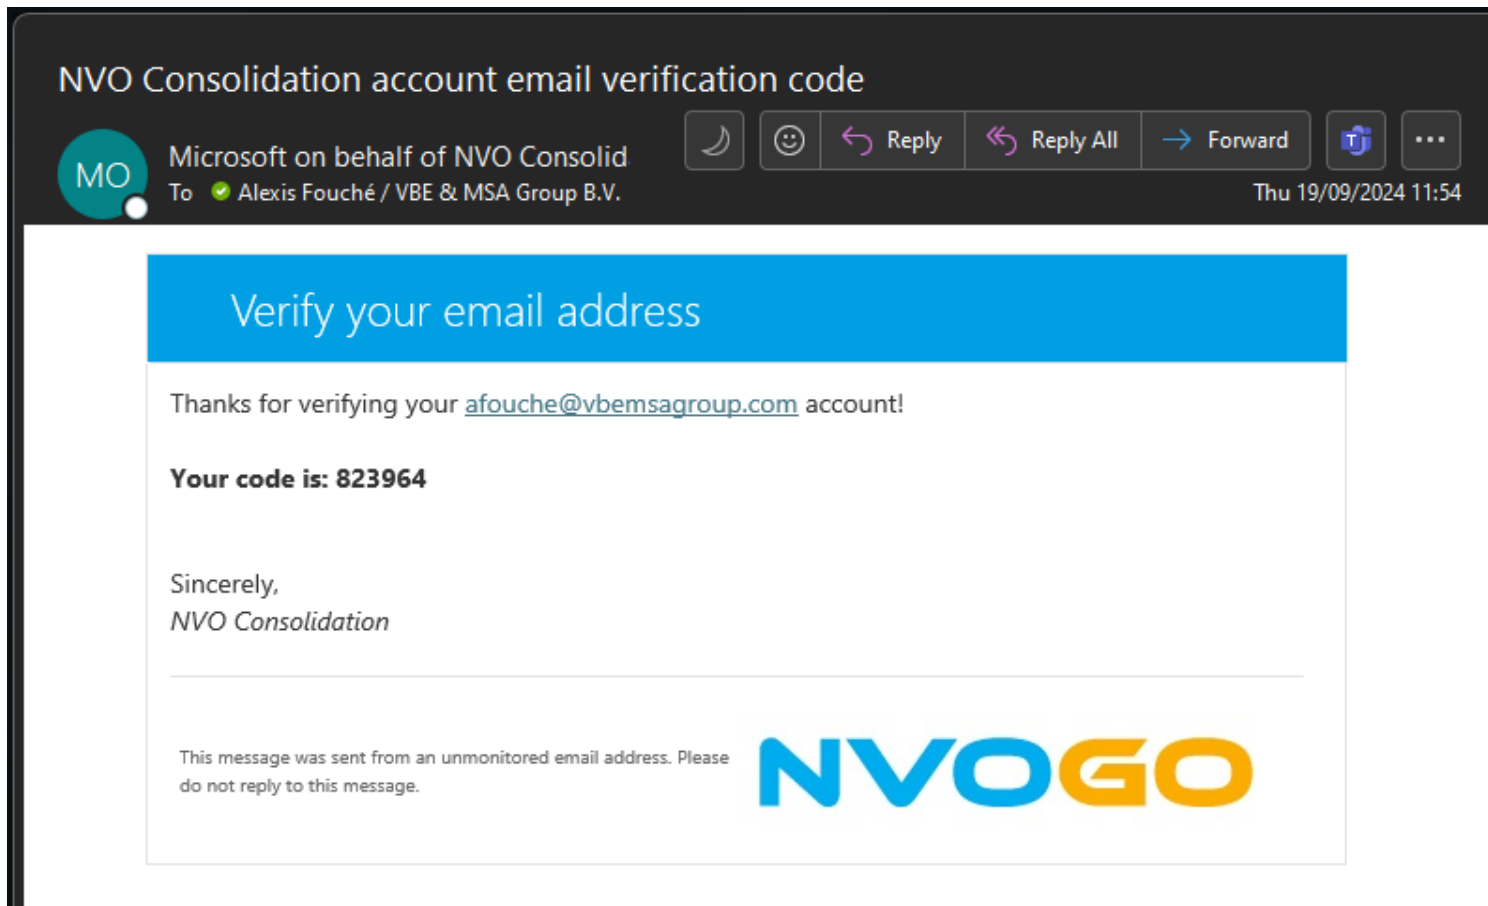 NVO Consolidation account email verification code
MO
Microsoft on behalf of NVO Consolid
Reply
Reply All
Forward
To Alexis Fouché / VBE & MSA Group B.V.
Thu 19/09/2024 11:54
Verify your email address
Thanks for verifying your afouche@vbemsagroup.com account!
Your code is: 823964
Sincerely,
NVO Consolidation
This message was sent from an unmonitored email address. Please
do not reply to this message.
NVOGO